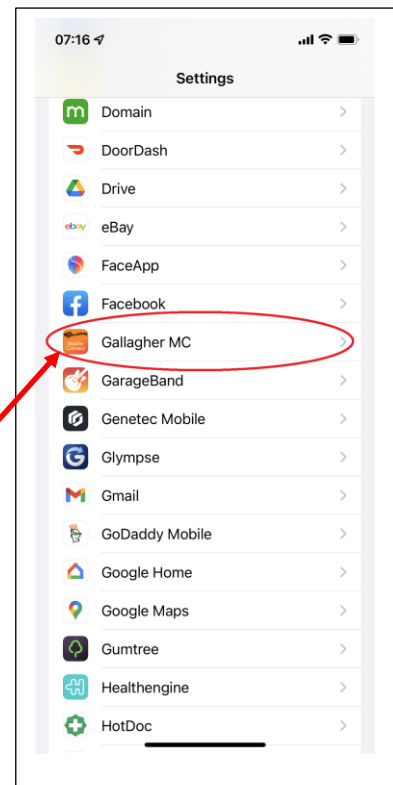 07:16
Settings
Domain
DoorDash
Drive
ebay eBay
FaceApp
Facebook
Mobile Connect Gallagher MC
GarageBand
Genetec Mobile
Glympse
Gmail
GoDaddy Mobile
Google Home
Google Maps
Gumtree
Healthengine
HotDoc